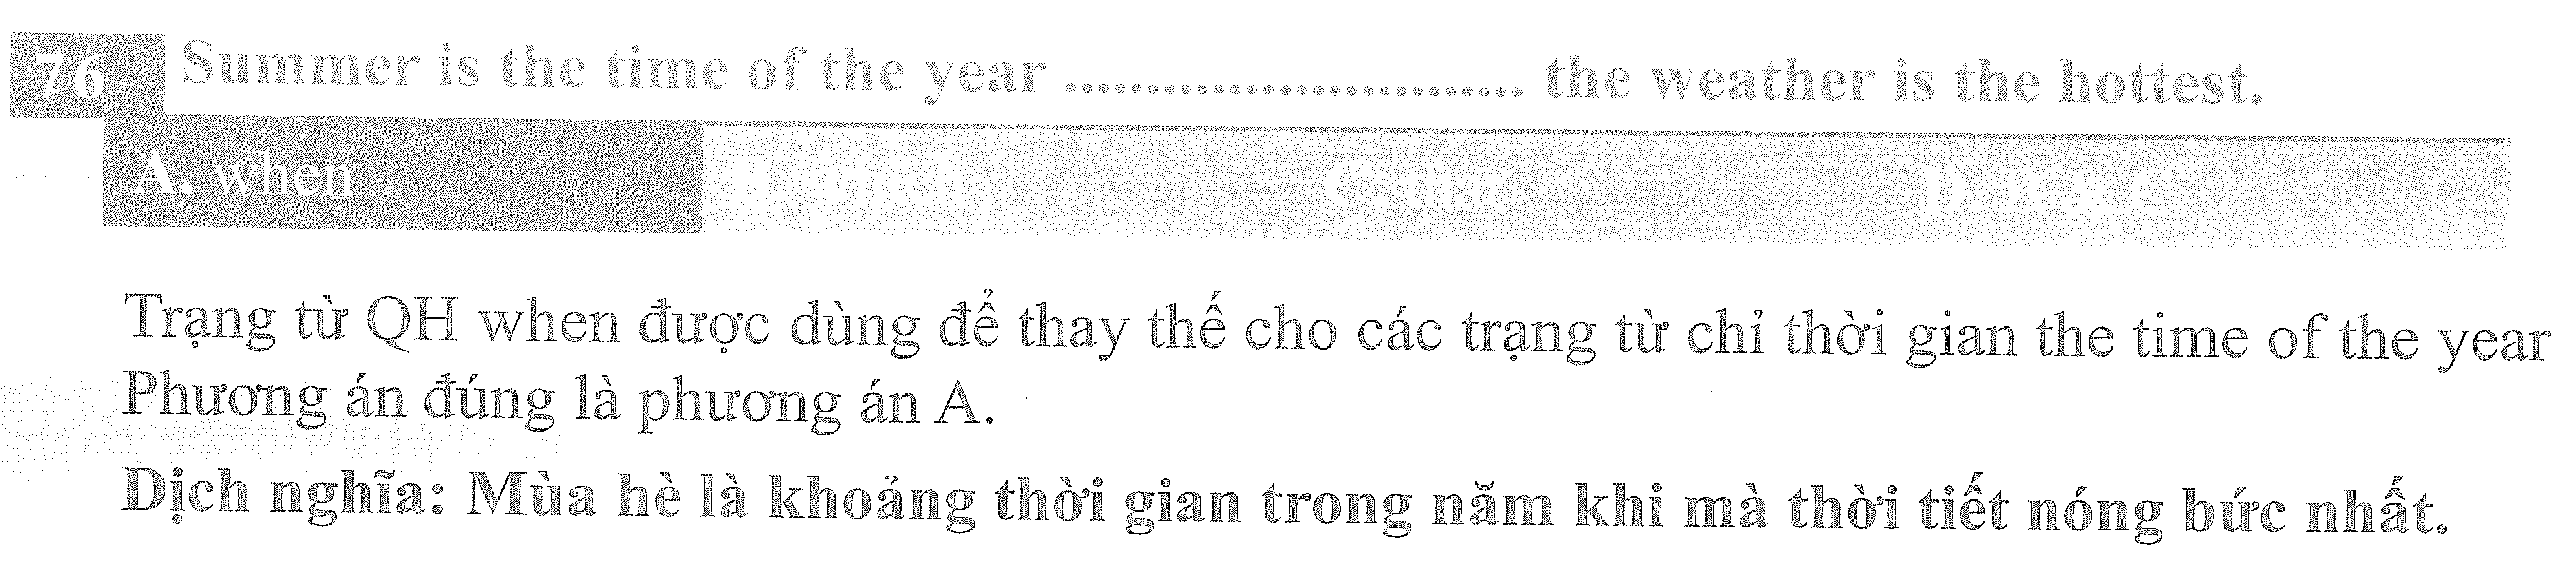 76 Summer is the time of the year ............................ the weather is the hottest.
A. when B. which C. that D. B & C
Trạng từ QH when được dùng để thay thế cho các trạng từ chỉ thời gian the time of the year
Phương án đúng là phương án A.
Dịch nghĩa: Mùa hè là khoảng thời gian trong năm khi mà thời tiết nóng bức nhất.